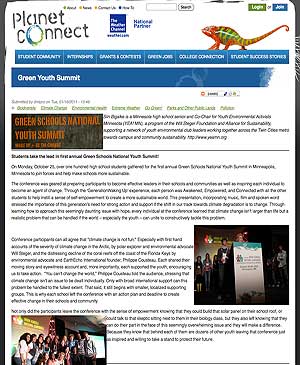 Planet Connect
About
News
Contact Us
How To
The Weather Channel
weather.com
National Partner
Login
or
Join
STUDENT COMMUNITY
INTERNSHIPS
GRANTS & CONTESTS
GREEN JOBS
COLLEGE CONNECTION
STUDENT SUCCESS STORIES
Green Youth Summit
Biodiversity
Climate Change
Environmental Health
Extreme Weather
Go Green!
Parks and Other Public Lands
Pollution
GREEN SCHOOLS NATIONAL
YOUTH SUMMIT
is a Minnesota high school senior and Co-Chair for Youth Environmental Activists
Minnesota (YEA! MN), a program of the Will Steger Foundation and Alliance for Sustainability,
supporting a network of youth environmental club leaders working together across the Twin Cities metro
towards campus and community sustainability. http://www.yeamn.org
Students take the lead in first annual Green Schools National Youth Summit!
On Monday, October 25, over one hundred high school students gathered for the first annual Green Schools National Youth Summit in Minneapolis,
Minnesota to join forces and help make schools more sustainable.
The conference was geared at preparing participants to become effective leaders in their schools and communities as well as inspiring each individual to
become an agent of change. Through the 'GenerationWaking Up' experience, each person was Awakened, Empowered, and Connected with all the other
students to help instill a sense of self empowerment to create a more sustainable world. This presentation, incorporating music, film and spoken word
stressed the importance of this generation's need for strong action and support if the shift in our trek towards climate degradation is to change. Through
learning how to approach this seemingly daunting issue with hope, every individual at the conference learned that climate change isn't larger than life but a
realistic problem that can be handled if the world – especially the youth – can unite to constructively tackle this problem.
Conference participants can all agree that "climate change is not fun." Especially with first hand
accounts of the severity of climate change in the Arctic, by polar explorer and environmental advocate
Will Steger, and the distressing decline of the coral reefs off the coast of the Florida Keys by
environmental advocate and EarthEcho International founder, Philippe Cousteau. Each shared their
moving story and eyewitness account and, more importantly, each supported the youth, encouraging
us to take action. "You can't change the world," Philippe Cousteau told the audience, stressing that
climate change isn't an issue to be dealt individually. Only with broad international support can this
problem be handled to the fullest extent. That said, it still begins with smaller, localized supporting
groups. This is why each school left the conference with an action plan and deadline to create
effective change in their schools and community.
Not only did the participants leave the conference with the sense of empowerment knowing that they could build that solar panel on their school roof, or
could talk to that skeptic sitting next to them in their biology class, but they also left knowing that they
can do their part in the face of this seemingly overwhelming issue and they will make a difference.
Because they know that behind each of them are dozens of other youth leaving that conference just
as inspired and willing to take a stand to protect their future.